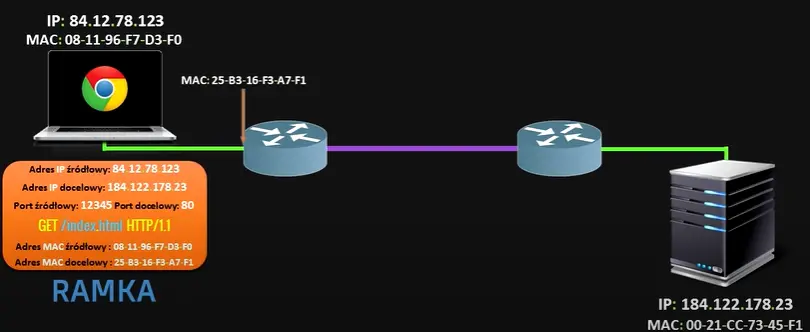 IP: 84.12.78.123
MAC: 08-11-96-F7-D3-F0
MAC: 25-B3-16-F3-A7-F1
Adres IP źródłowy: 84 12 78 123
Adres IP docelowy: 184 122 178 23
Port źródłowy: 12345 Port docelowy: 80
GET /index.html HTTP/1.1
Adres MAC źródłowy : 08-11-96-F7-D3-F0
Adres MAC docelowy : 25-B3-16-F3-A7-F1
RAMKA
IP: 184.122.178.23
MAC: 00-21-CC-73-45-F1